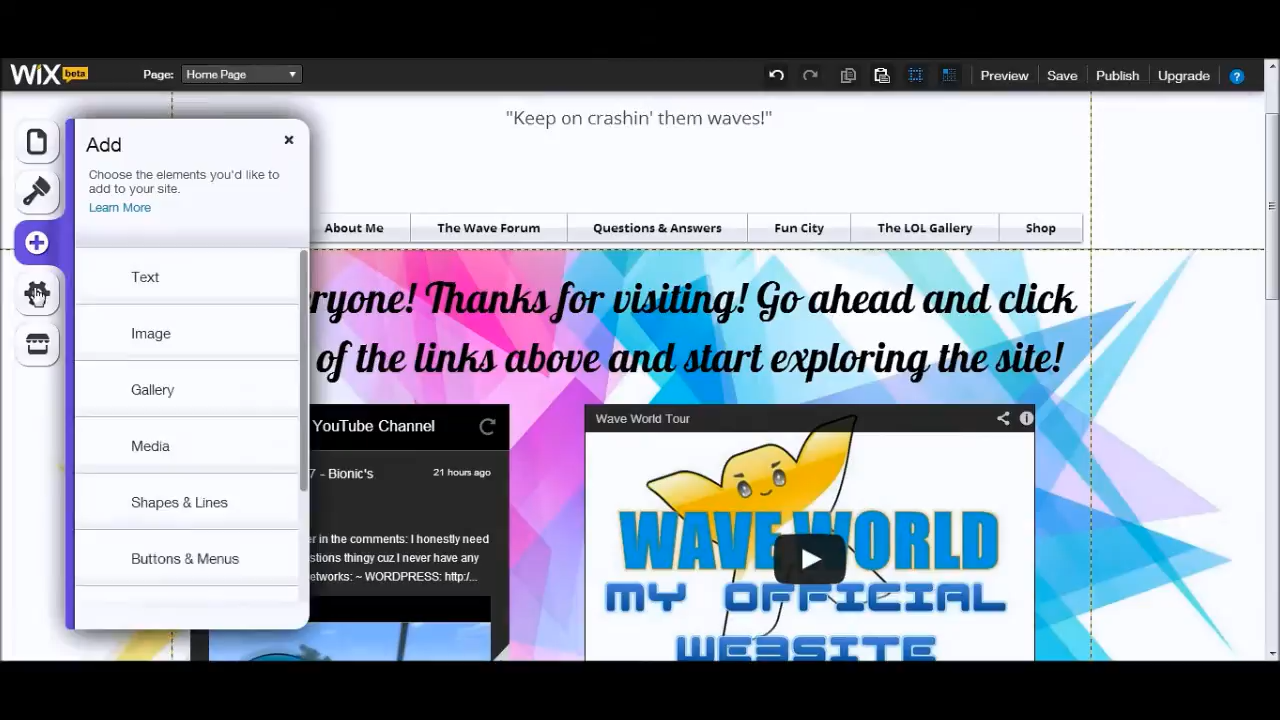 WiX beta
Page: Home Page
Preview Save Publish Upgrade ?
"Keep on crashin' them waves!"
Add
Choose the elements you'd like to
add to your site.
Learn More
Text
Image
Gallery
Media
Shapes & Lines
Buttons & Menus
About Me The Wave Forum Questions & Answers Fun City The LOL Gallery Shop
ryone! Thanks for visiting! Go ahead and click
of the links above and start exploring the site!
YouTube Channel
7 - Bionic's 21 hours ago
er in the comments: I honestly need
estions thingy cuz I never have any
etworks: ~ WORDPRESS: http:/...
Wave World Tour
WAVE WORLD
MY OFFICIAL
WEBSITE